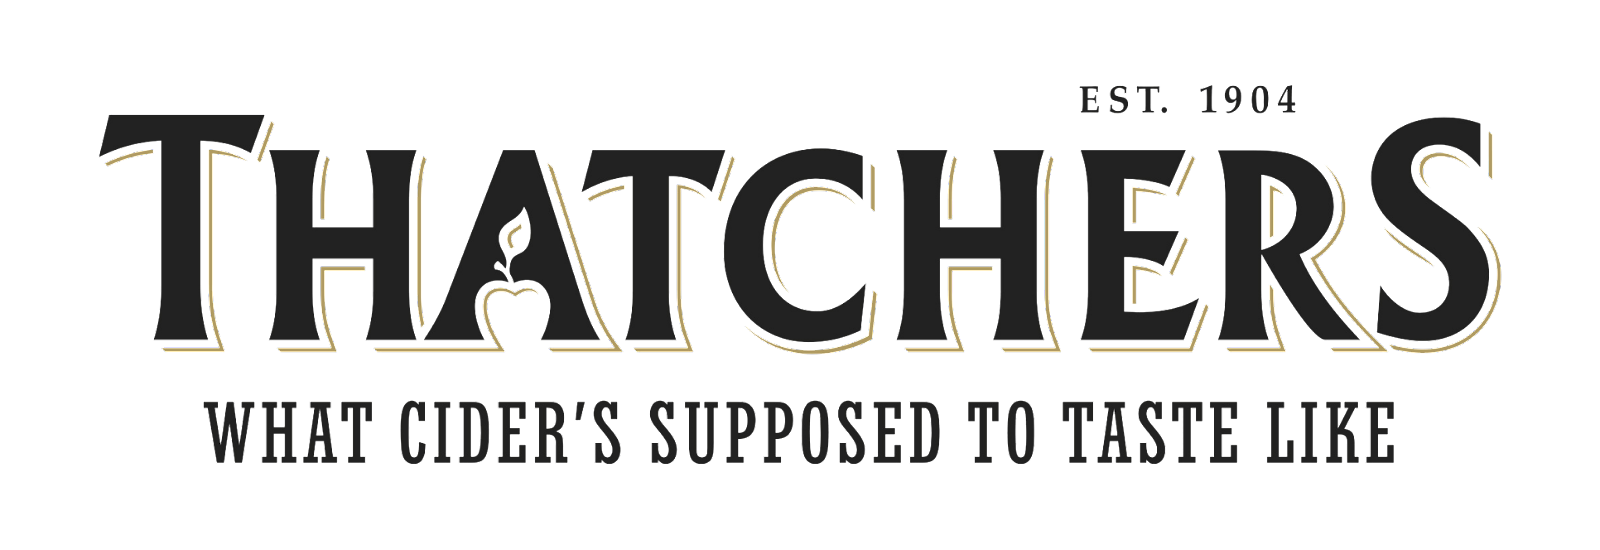 EST. 1904
THATCHERS
WHAT CIDER'S SUPPOSED TO TASTE LIKE